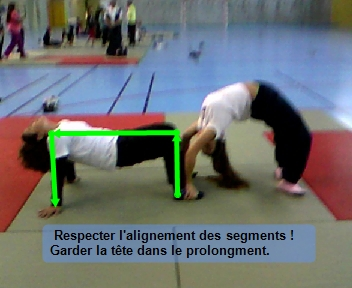 Respecter l'alignement des segments !
Garder la tête dans le prolongment.